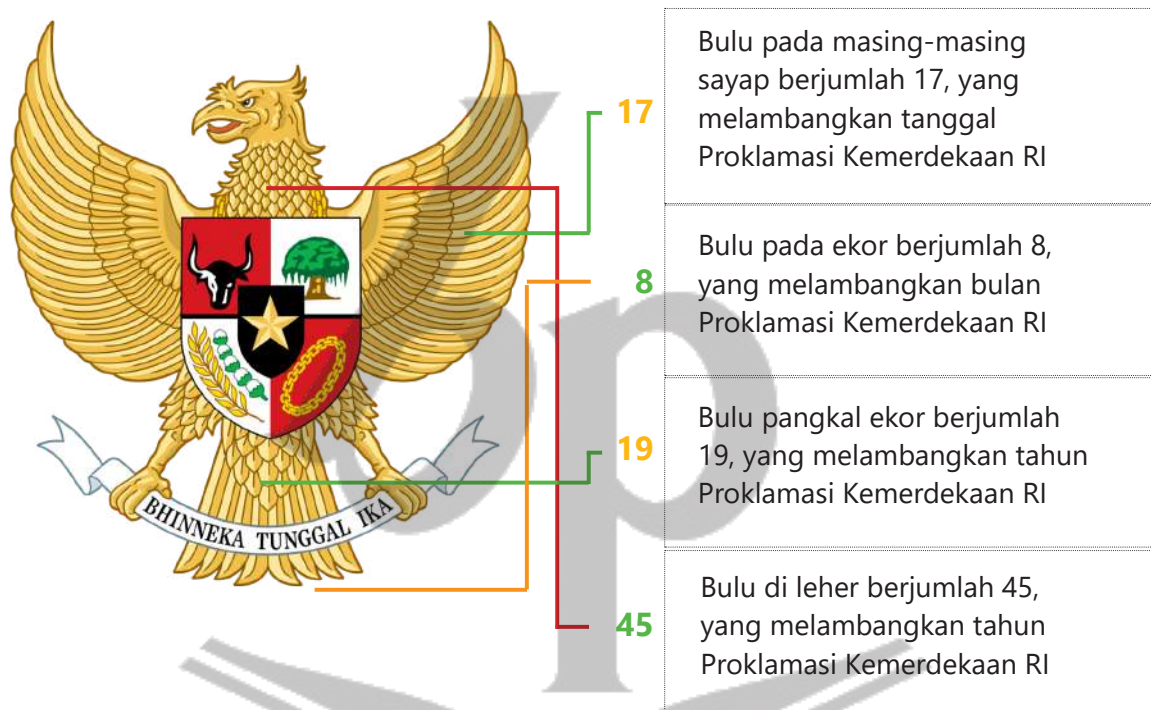 17
Bulu pada masing-masing
sayap berjumlah 17, yang
melambangkan tanggal
Proklamasi Kemerdekaan RI
8
Bulu pada ekor berjumlah 8,
yang melambangkan bulan
Proklamasi Kemerdekaan RI
19
Bulu pangkal ekor berjumlah
19, yang melambangkan tahun
Proklamasi Kemerdekaan RI
BHINNEKA TUNGGAL IKA
45
Bulu di leher berjumlah 45,
yang melambangkan tahun
Proklamasi Kemerdekaan RI